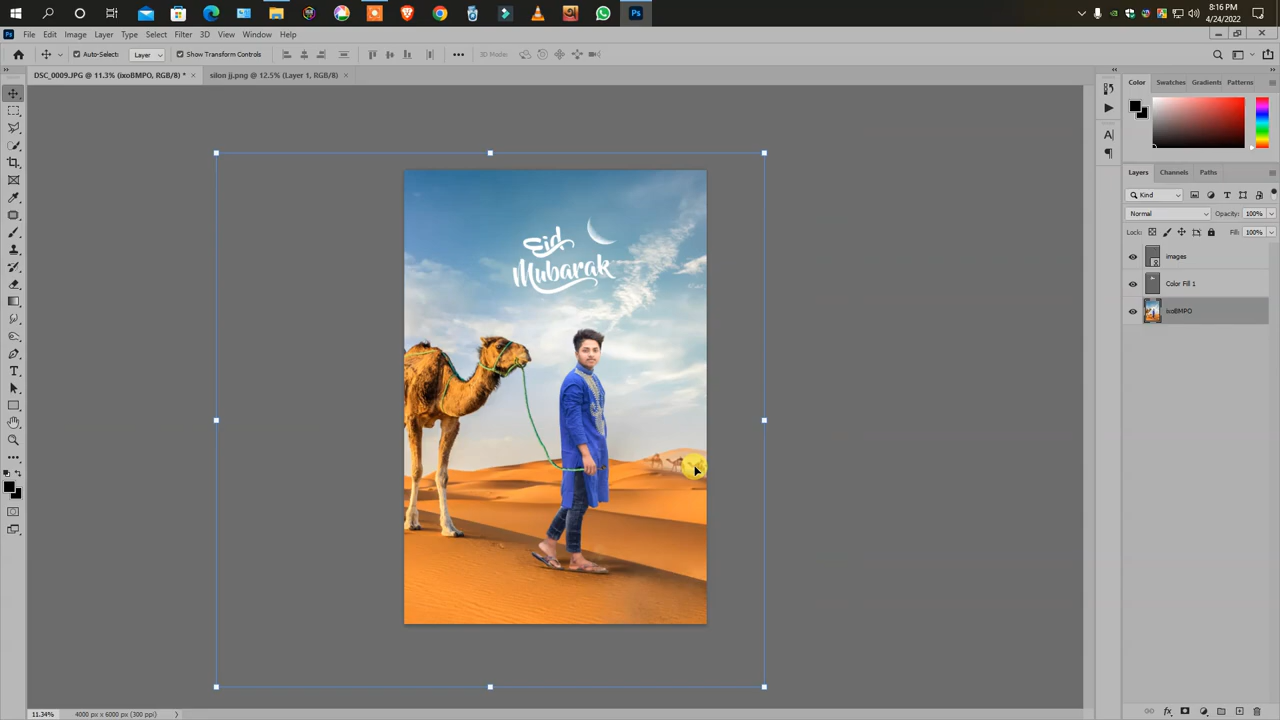 8:16 PM
4/24/2022
File Edit Image Layer Type Select Filter 3D View Window Help
Auto-Select: Layer Show Transform Controls 3D Mode:
DSC_0009.JPG @ 11.3% (ixoBMPO, RGB/8) * × silon jj.png @ 12.5% (Layer 1, RGB/8) ×
Color Swatches Gradients Patterns
Layers Channels Paths
Kind
Normal Opacity: 100%
Lock: Fill: 100%
images
Color Fill 1
ixoBMPO
Eid
Mubarak
11.34% 4000 px x 6000 px (300 ppi)